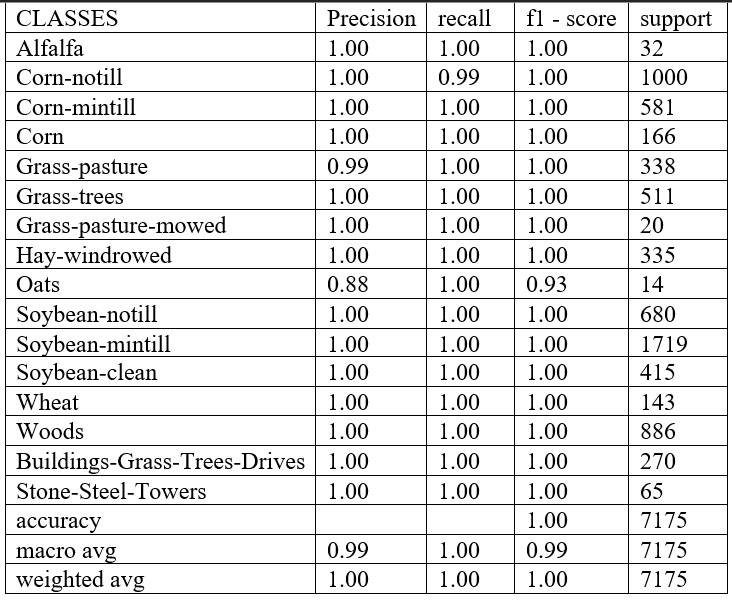 CLASSES Precision recall f1 - score support
Alfalfa 1.00 1.00 1.00 32
Corn-notill 1.00 0.99 1.00 1000
Corn-mintill 1.00 1.00 1.00 581
Corn 1.00 1.00 1.00 166
Grass-pasture 0.99 1.00 1.00 338
Grass-trees 1.00 1.00 1.00 511
Grass-pasture-mowed 1.00 1.00 1.00 20
Hay-windrowed 1.00 1.00 1.00 335
Oats 0.88 1.00 0.93 14
Soybean-notill 1.00 1.00 1.00 680
Soybean-mintill 1.00 1.00 1.00 1719
Soybean-clean 1.00 1.00 1.00 415
Wheat 1.00 1.00 1.00 143
Woods 1.00 1.00 1.00 886
Buildings-Grass-Trees-Drives 1.00 1.00 1.00 270
Stone-Steel-Towers 1.00 1.00 1.00 65
accuracy 1.00 7175
macro avg 0.99 1.00 0.99 7175
weighted avg 1.00 1.00 1.00 7175